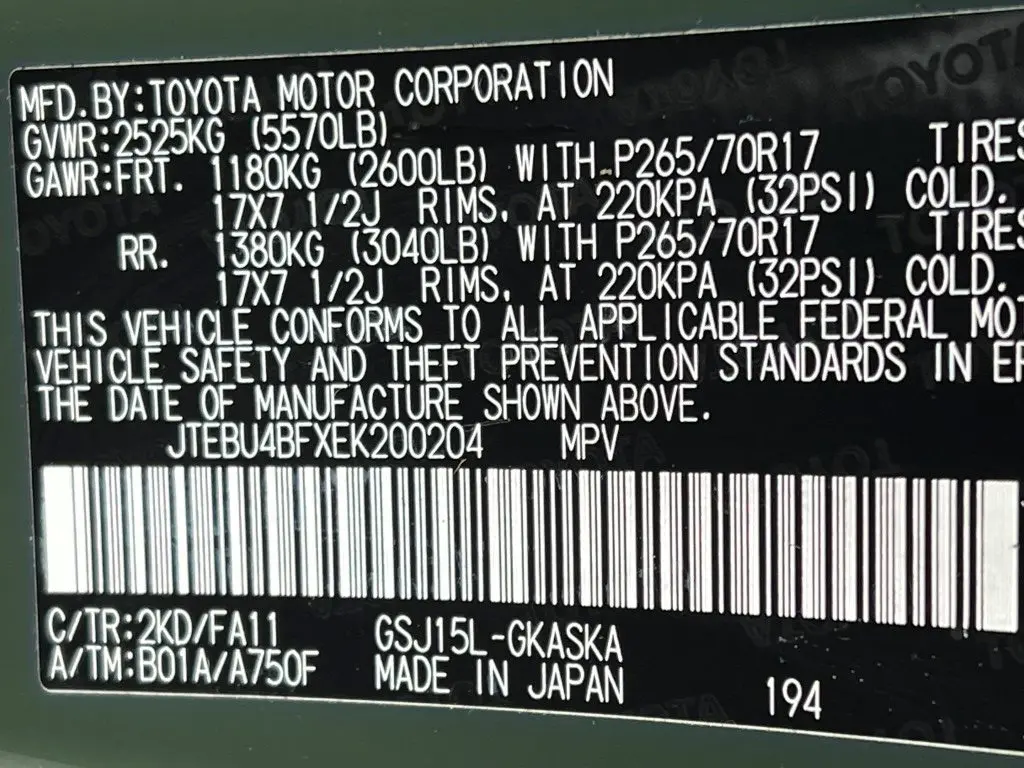 MFD.BY:TOYOTA MOTOR CORPORATION
GVWR:2525KG (5570LB)
GAWR:FRT. 1180KG (2600LB) WITH P265/70R17 TIRES
17X7 1/2J RIMS, AT 220KPA (32PSI) COLD.
RR. 1380KG (3040LB) WITH P265/70R17 TIRES
17X7 1/2J RIMS, AT 220KPA (32PSI) COLD.
THIS VEHICLE CONFORMS TO ALL APPLICABLE FEDERAL MO
VEHICLE SAFETY AND THEFT PREVENTION STANDARDS IN EF
THE DATE OF MANUFACTURE SHOWN ABOVE.
JTEBU4BFXEK200204 MPV
C/TR:2KD/FA11 GSJ15L-GKASKA
A/TM:B01A/A750F MADE IN JAPAN 194